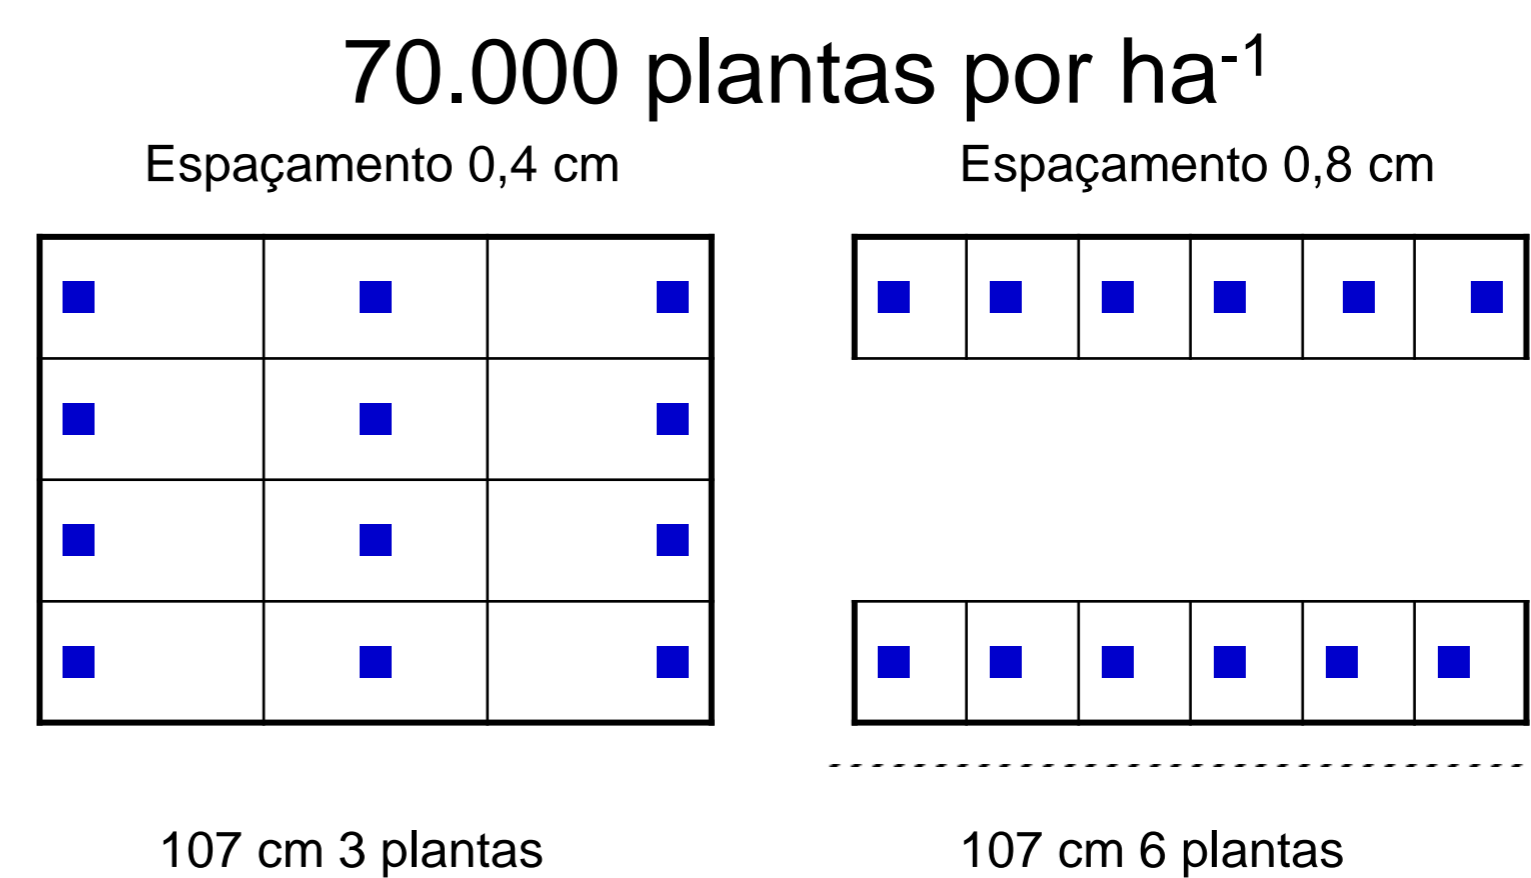 70.000 plantas por ha⁻¹
Espaçamento 0,4 cm
Espaçamento 0,8 cm
107 cm 3 plantas
107 cm 6 plantas